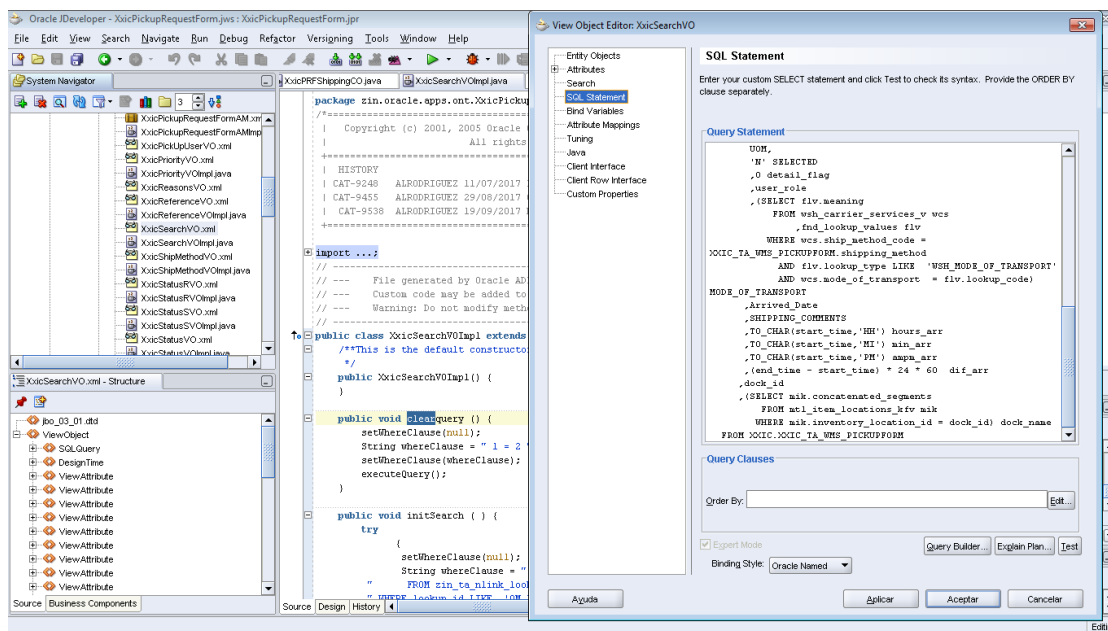 Oracle JDeveloper - XxicPickupRequestForm.jws : XxicPickupRequestForm.jpr
File Edit View Search Navigate Run Debug Refactor Versioning Tools Window Help
System Navigator
3
XxicPickupRequestFormAM.xm
XxicPickupRequestFormAMImp
XxicPickUpUserVO.xml
XxicPriorityVO.xml
XxicPriorityVOImpl.java
XxicReasonsVO.xml
XxicReferenceVO.xml
XxicReferenceVOImpl.java
XxicSearchVO.xml
XxicSearchVOImpl.java
XxicShipMethodVO.xml
XxicShipMethodVOImpl.java
XxicStatusRVO.xml
XxicStatusRVOImpl.java
XxicStatusSVO.xml
XxicStatusSVOImpl.java
XxicStatusVO.xml
XxicStatusVOImpl.java
XxicSearchVO.xml - Structure
jbo_03_01.dtd
ViewObject
SQLQuery
DesignTime
ViewAttribute
ViewAttribute
ViewAttribute
ViewAttribute
ViewAttribute
ViewAttribute
ViewAttribute
ViewAttribute
Source Business Components
XxicPRFShippingCO.java XxicSearchVOImpl.java
package zin.oracle.apps.ont.XxicPickup
/*===========================
| Copyright (c) 2001, 2005 Oracle
| All rights
+===========================
| HISTORY
| CAT-9248 ALRODRIGUEZ 11/07/2017
| CAT-9455 ALRODRIGUEZ 29/08/2017
| CAT-9538 ALRODRIGUEZ 19/09/2017
+===========================
import ...;
// ---------------------------
// --- File generated by Oracle AD
// --- Custom code may be added to
// --- Warning: Do not modify meth
// ---------------------------
public class XxicSearchVOImpl extends
/**This is the default constructo
*/
public XxicSearchVOImpl() {
}
public void clearquery () {
setWhereClause(null);
String whereClause = " 1 = 2 "
setWhereClause(whereClause);
executeQuery();
}
public void initSearch ( ) {
try
{
setWhereClause(null);
String whereClause = "
" FROM zin_ta_nlink_look
" WHERE lookup_id LIKE 'OM
Source Design History
View Object Editor: XxicSearchVO
Entity Objects
Attributes
Search
SQL Statement
Bind Variables
Attribute Mappings
Tuning
Java
Client Interface
Client Row Interface
Custom Properties
SQL Statement
Enter your custom SELECT statement and click Test to check its syntax. Provide the ORDER BY
clause separately.
Query Statement
UOM,
'N' SELECTED
,0 detail_flag
,user_role
,(SELECT flv.meaning
FROM wsh_carrier_services_v wcs
,fnd_lookup_values flv
WHERE wcs.ship_method_code =
XXIC_TA_WMS_PICKUPFORM.shipping_method
AND flv.lookup_type LIKE 'WSH_MODE_OF_TRANSPORT'
AND wcs.mode_of_transport = flv.lookup_code)
MODE_OF_TRANSPORT
,Arrived_Date
,SHIPPING_COMMENTS
,TO_CHAR(start_time,'HH') hours_arr
,TO_CHAR(start_time,'MI') min_arr
,TO_CHAR(start_time,'PM') ampm_arr
,(end_time - start_time) * 24 * 60 dif_arr
,dock_id
,(SELECT mik.concatenated_segments
FROM mtl_item_locations_kfv mik
WHERE mik.inventory_location_id = dock_id) dock_name
FROM XXIC.XXIC_TA_WMS_PICKUPFORM
Query Clauses
Order By: Edit...
Expert Mode
Query Builder... Explain Plan... Test
Binding Style: Oracle Named
Ayuda Aplicar Aceptar Cancelar
Editi